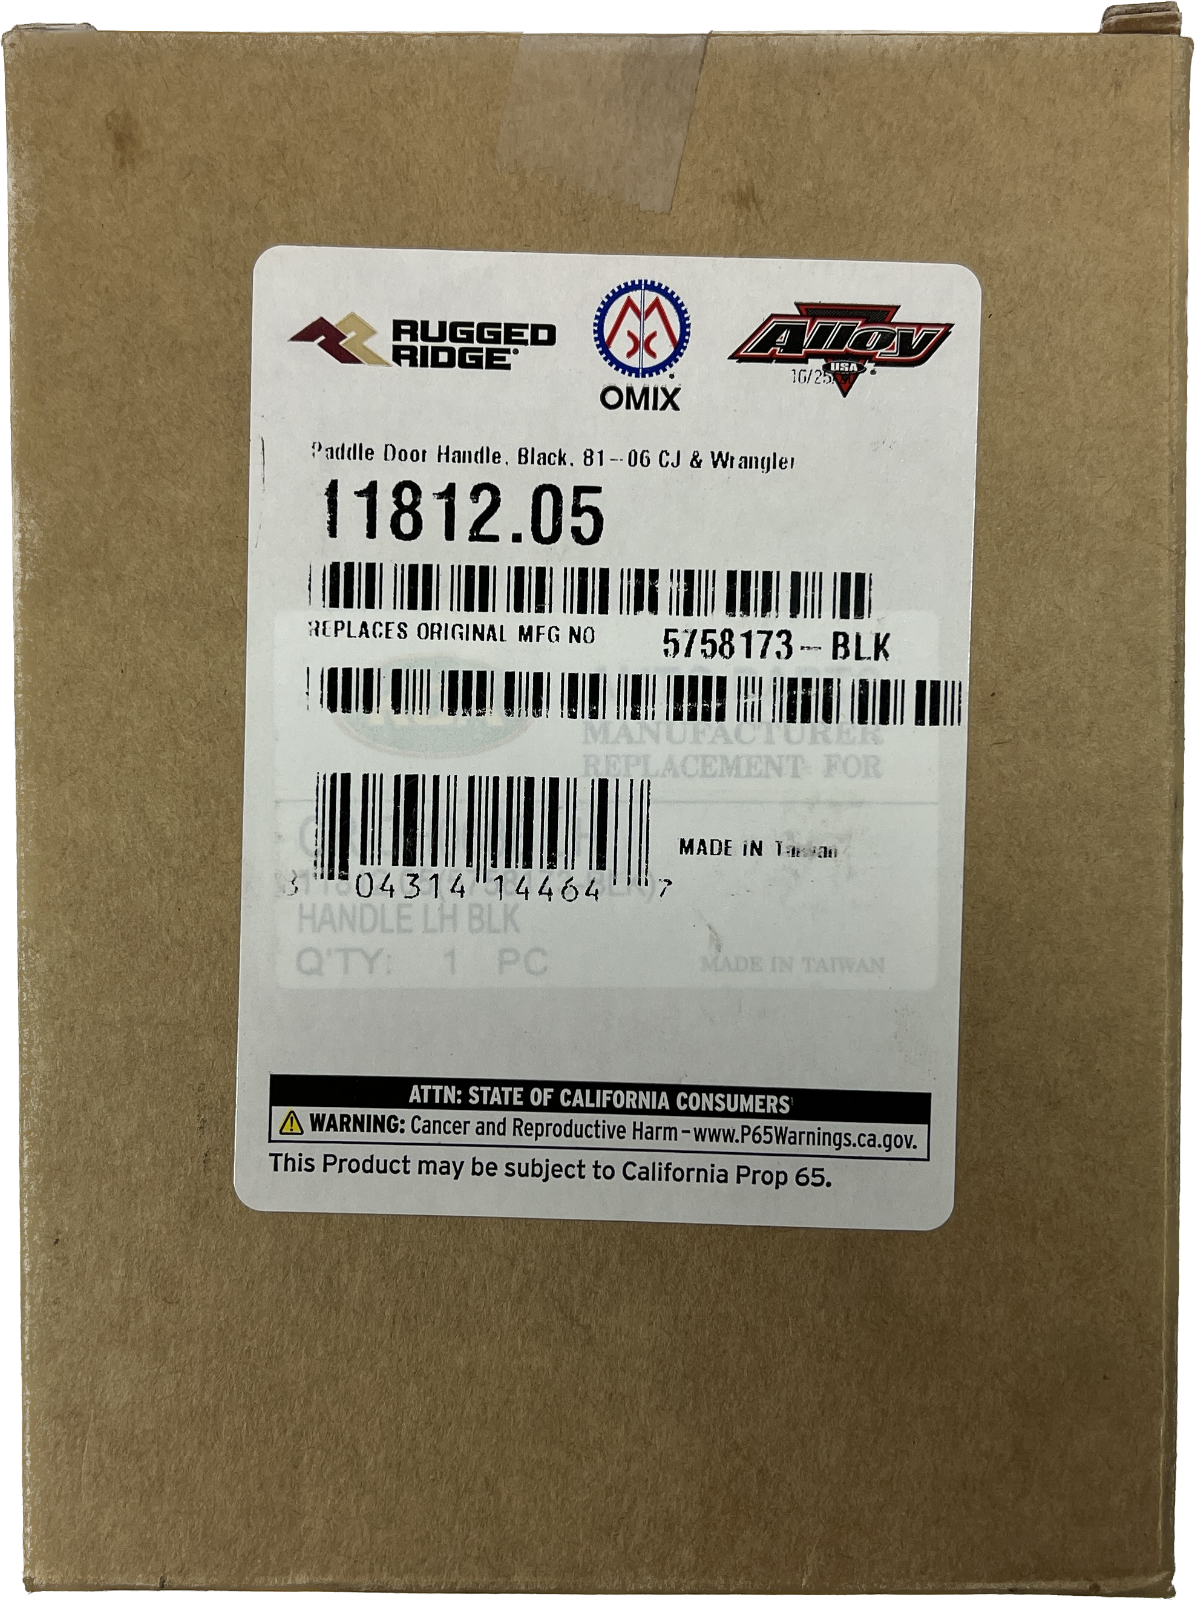 RUGGED
RIDGE
OMIX
Alloy
USA
Paddle Door Handle, Black, 81-06 CJ & Wrangler
11812.05
REPLACES ORIGINAL MFG NO 5758173-BLK
MANUFACTURER
REPLACEMENT FOR
MADE IN Taiwan
04314 14464 7
HANDLE LH BLK
Q'TY: 1 PC MADE IN TAIWAN
ATTN: STATE OF CALIFORNIA CONSUMERS
WARNING: Cancer and Reproductive Harm-www.P65Warnings.ca.gov.
This Product may be subject to California Prop 65.